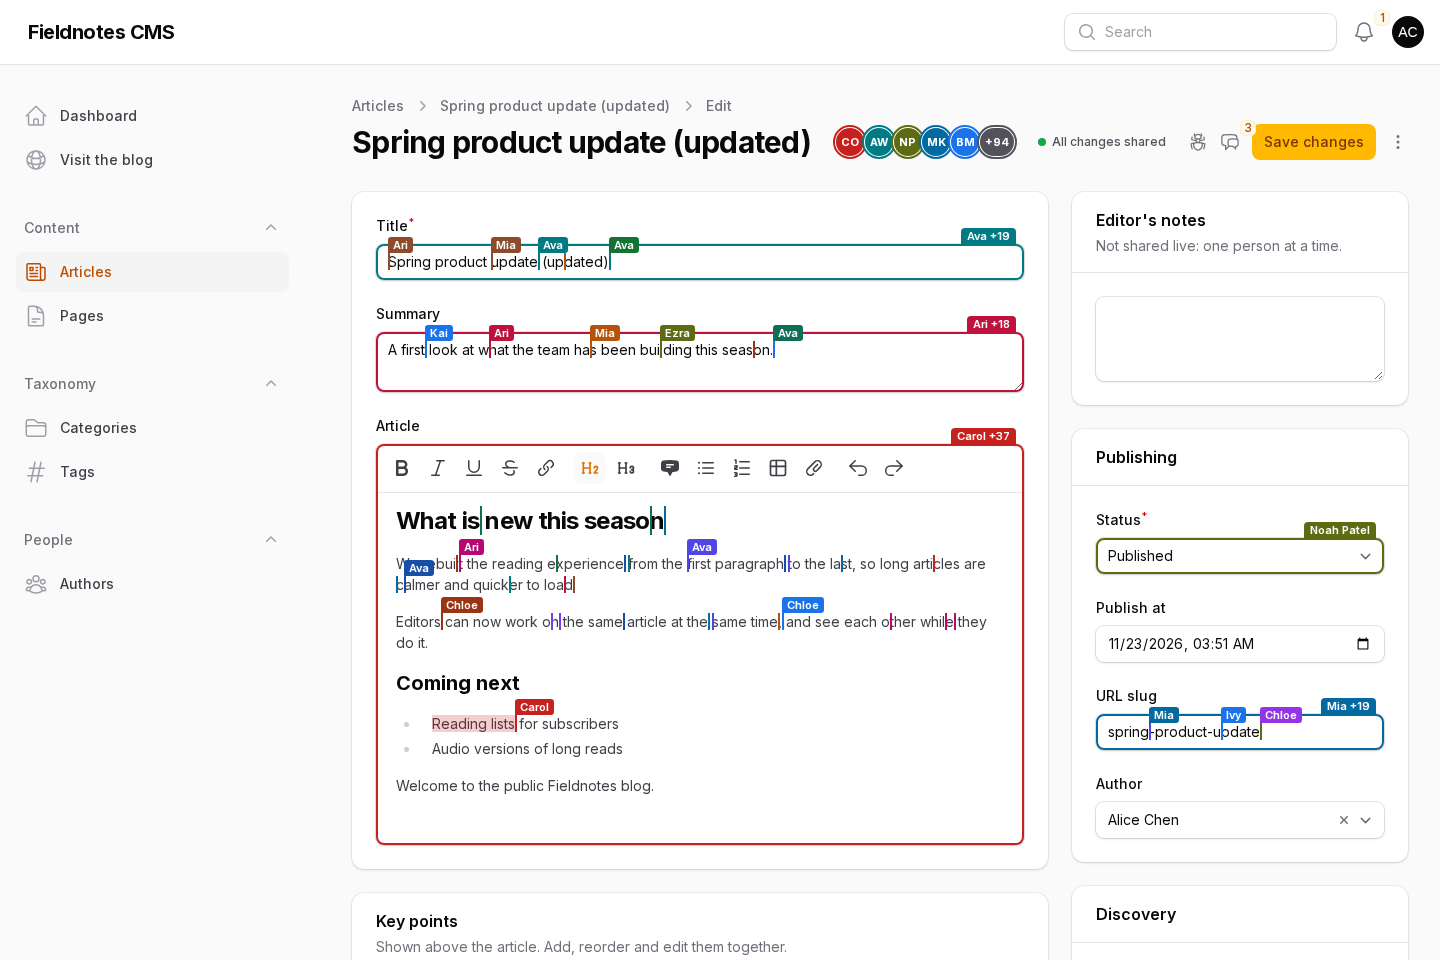 Fieldnotes CMS
Search
1
AC
Dashboard
Visit the blog
Content
Articles
Pages
Taxonomy
Categories
Tags
People
Authors
Articles
Spring product update (updated)
Edit
Spring product update (updated)
CO
AW
NP
MK
BM
+94
All changes shared
3
Save changes
Title*
Ava +19
Ari
Mia
Ava
Ava
Spring product update (updated)
Summary
Ari +18
Kai
Ari
Mia
Ezra
Ava
A first look at what the team has been building this season.
Article
Carol +37
H2
H3
What is new this season
Ari
Ava
the reading experience from the first paragraph to the last, so long articles are
Ava
calmer and quicker to load
Chloe
Chloe
Editors can now work on the same article at the same time, and see each other while they
do it.
Coming next
Carol
Reading lists for subscribers
Audio versions of long reads
Welcome to the public Fieldnotes blog.
Key points
Shown above the article. Add, reorder and edit them together.
Editor's notes
Not shared live: one person at a time.
Publishing
Status*
Noah Patel
Published
Publish at
11/23/2026, 03:51 AM
URL slug
Mia +19
Mia
Ivy
Chloe
spring-product-update
Author
Alice Chen
Discovery